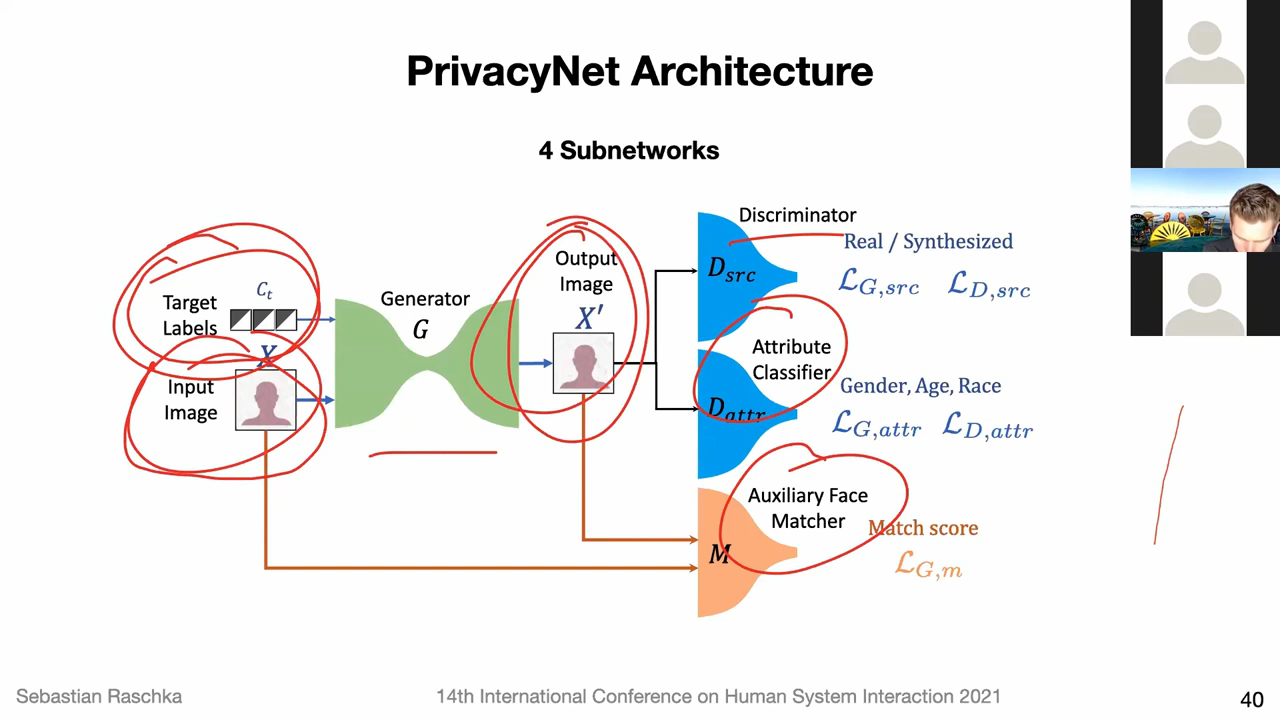 PrivacyNet Architecture
4 Subnetworks
Target
Labels
C_t
X
Input
Image
Generator
G
Output
Image
X′
Discriminator
D_src
Real / Synthesized
ℒ_G,src ℒ_D,src
Attribute
Classifier
D_attr
Gender, Age, Race
ℒ_G,attr ℒ_D,attr
Auxiliary Face
Matcher
M
Match score
ℒ_G,m
Sebastian Raschka
14th International Conference on Human System Interaction 2021
40